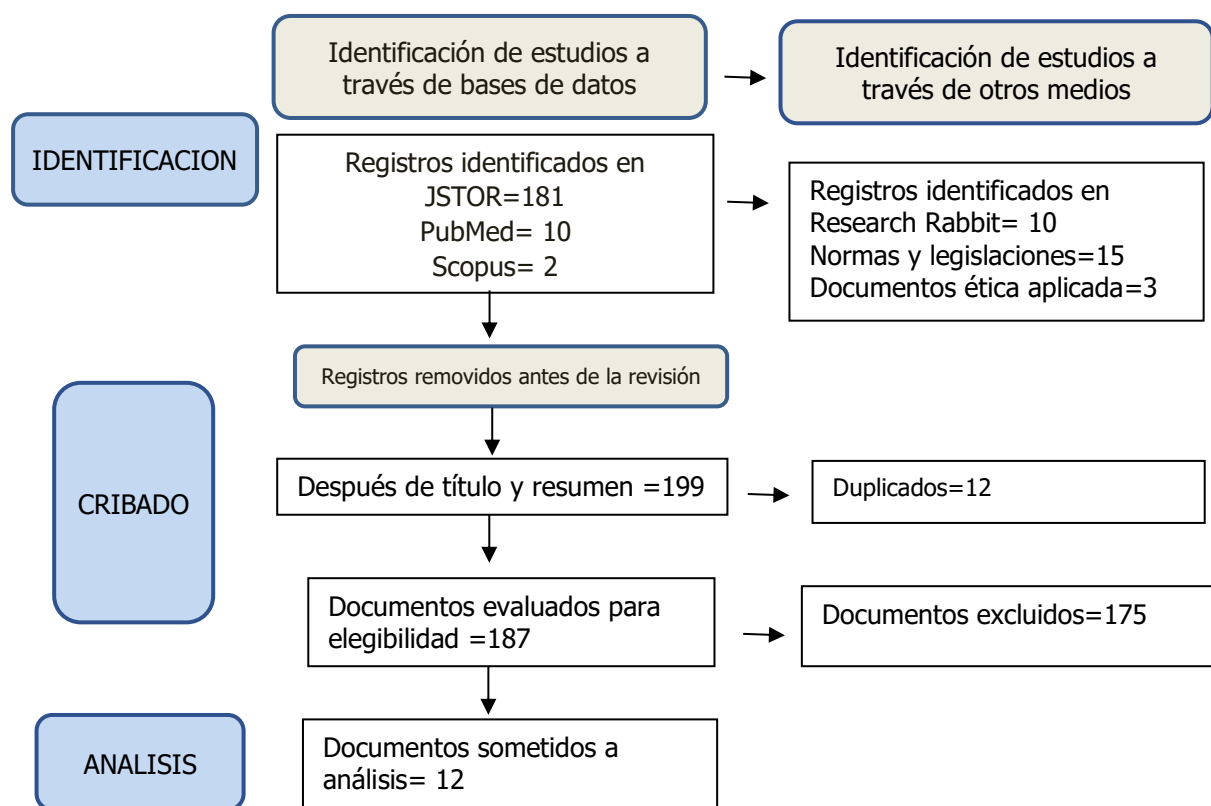 Identificación de estudios a
través de bases de datos
Identificación de estudios a
través de otros medios
IDENTIFICACION
Registros identificados en
JSTOR=181
PubMed= 10
Scopus= 2
Registros identificados en
Research Rabbit= 10
Normas y legislaciones=15
Documentos ética aplicada=3
Registros removidos antes de la revisión
CRIBADO
Después de título y resumen =199
Duplicados=12
Documentos evaluados para
elegibilidad =187
Documentos excluidos=175
ANALISIS
Documentos sometidos a
análisis= 12